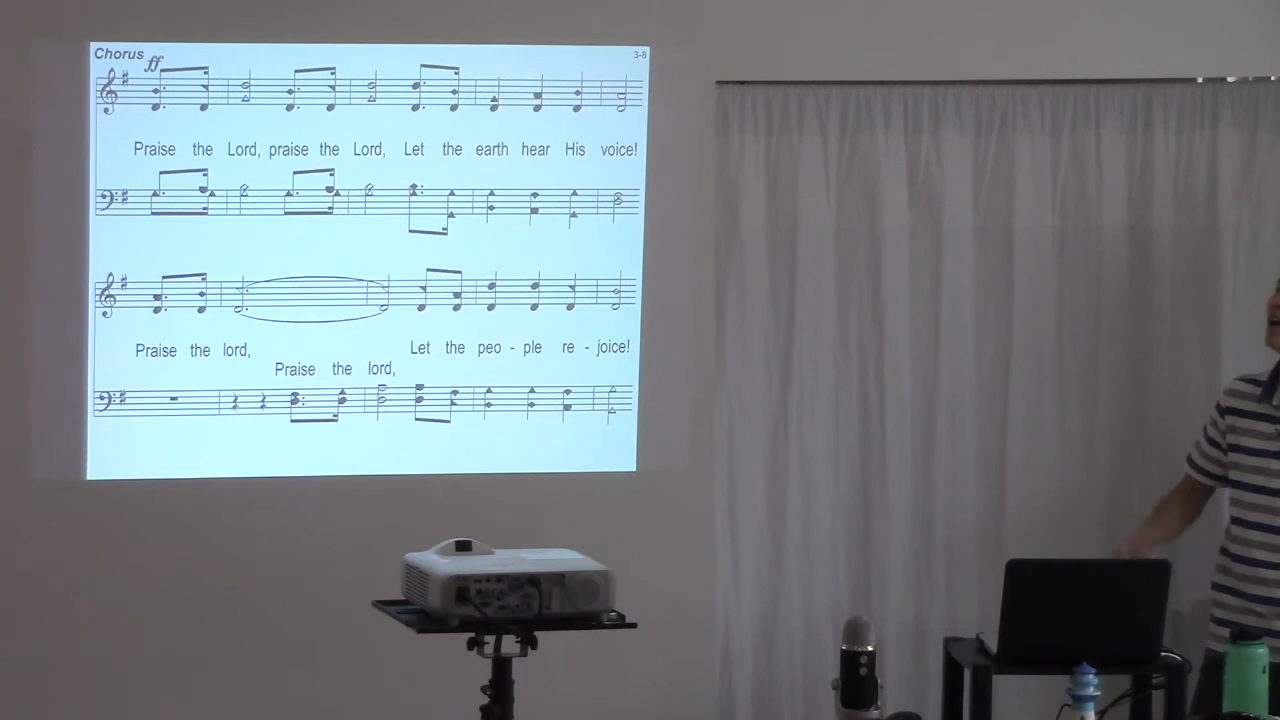 Chorus
3-8
ff
Praise the Lord, praise the Lord, Let the earth hear His voice!
Praise the lord, Let the peo - ple re - joice!
Praise the lord,